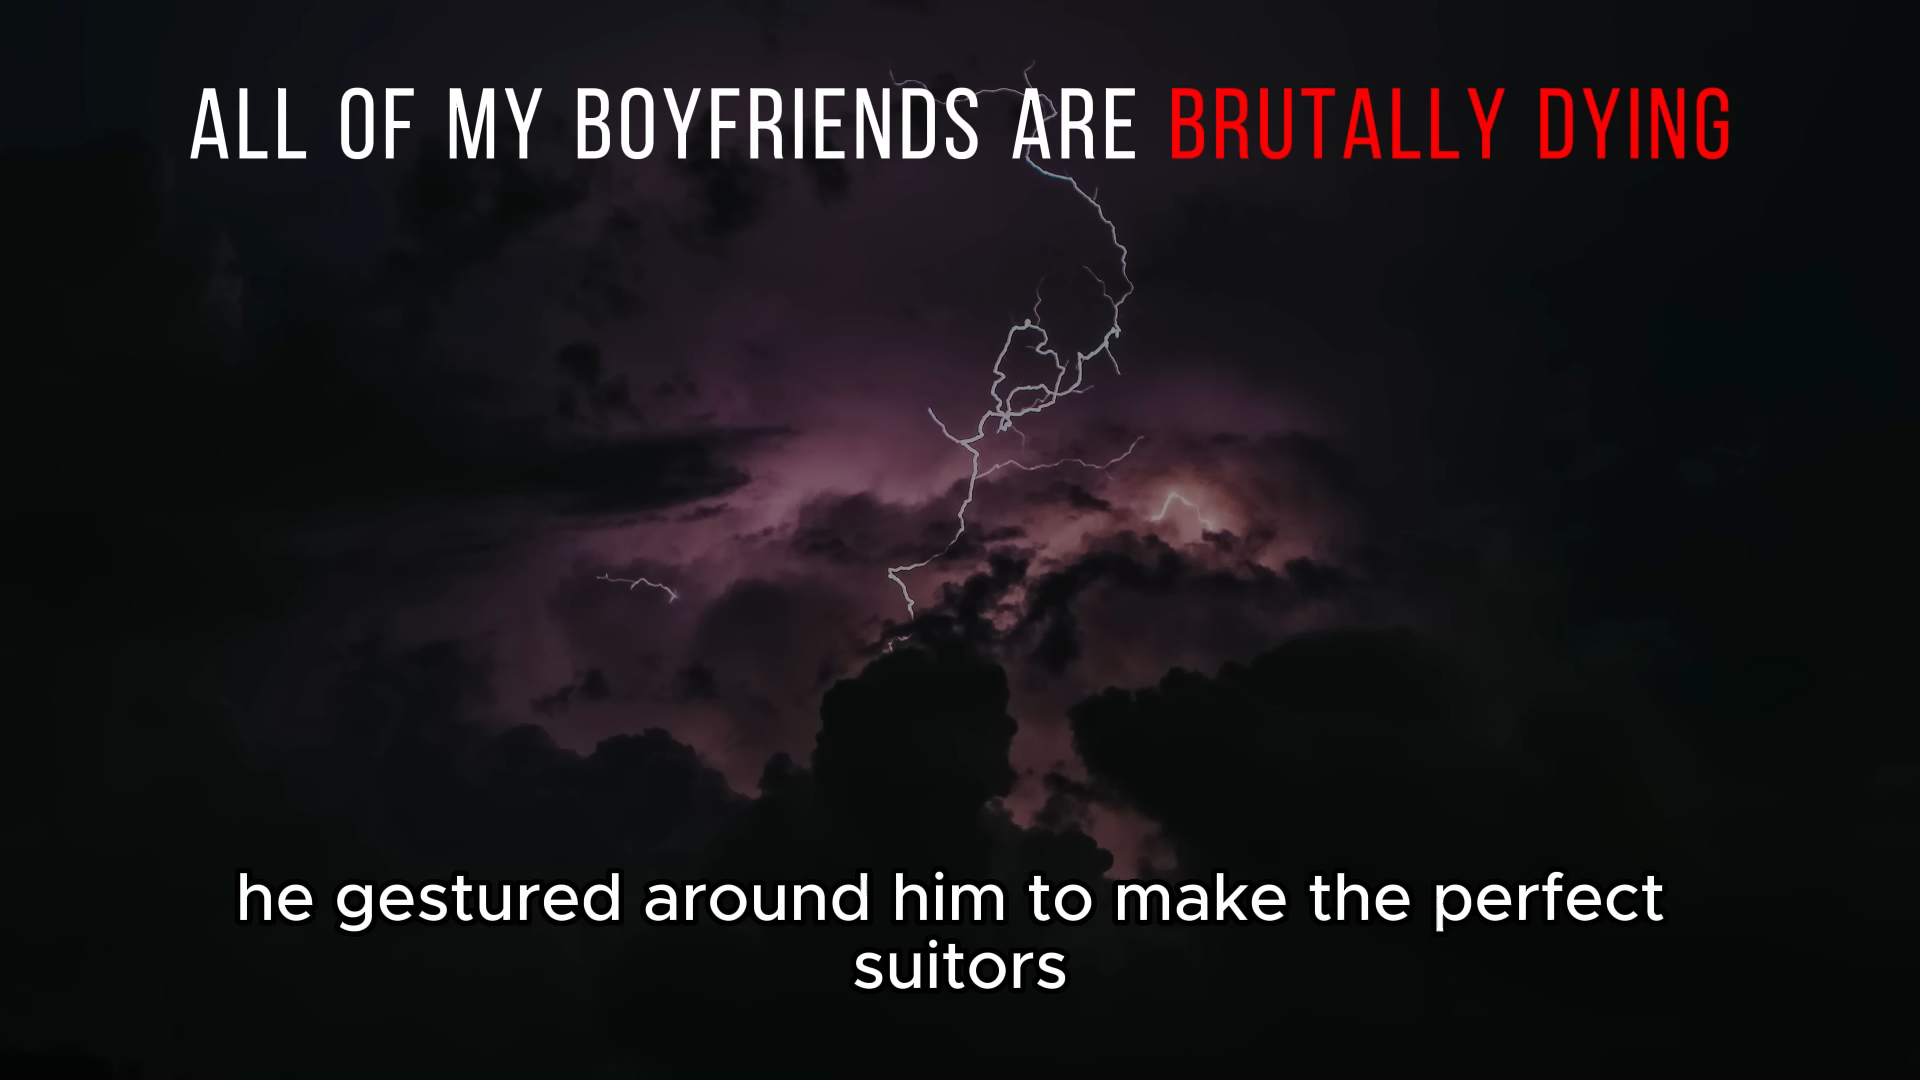 ALL OF MY BOYFRIENDS ARE BRUTALLY DYING
he gestured around him to make the perfect
suitors